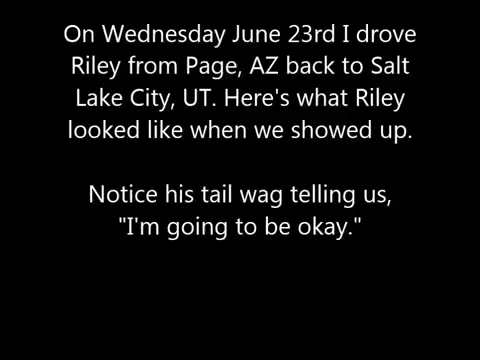 On Wednesday June 23rd I drove
Riley from Page, AZ back to Salt
Lake City, UT. Here's what Riley
looked like when we showed up.
Notice his tail wag telling us,
"I'm going to be okay."